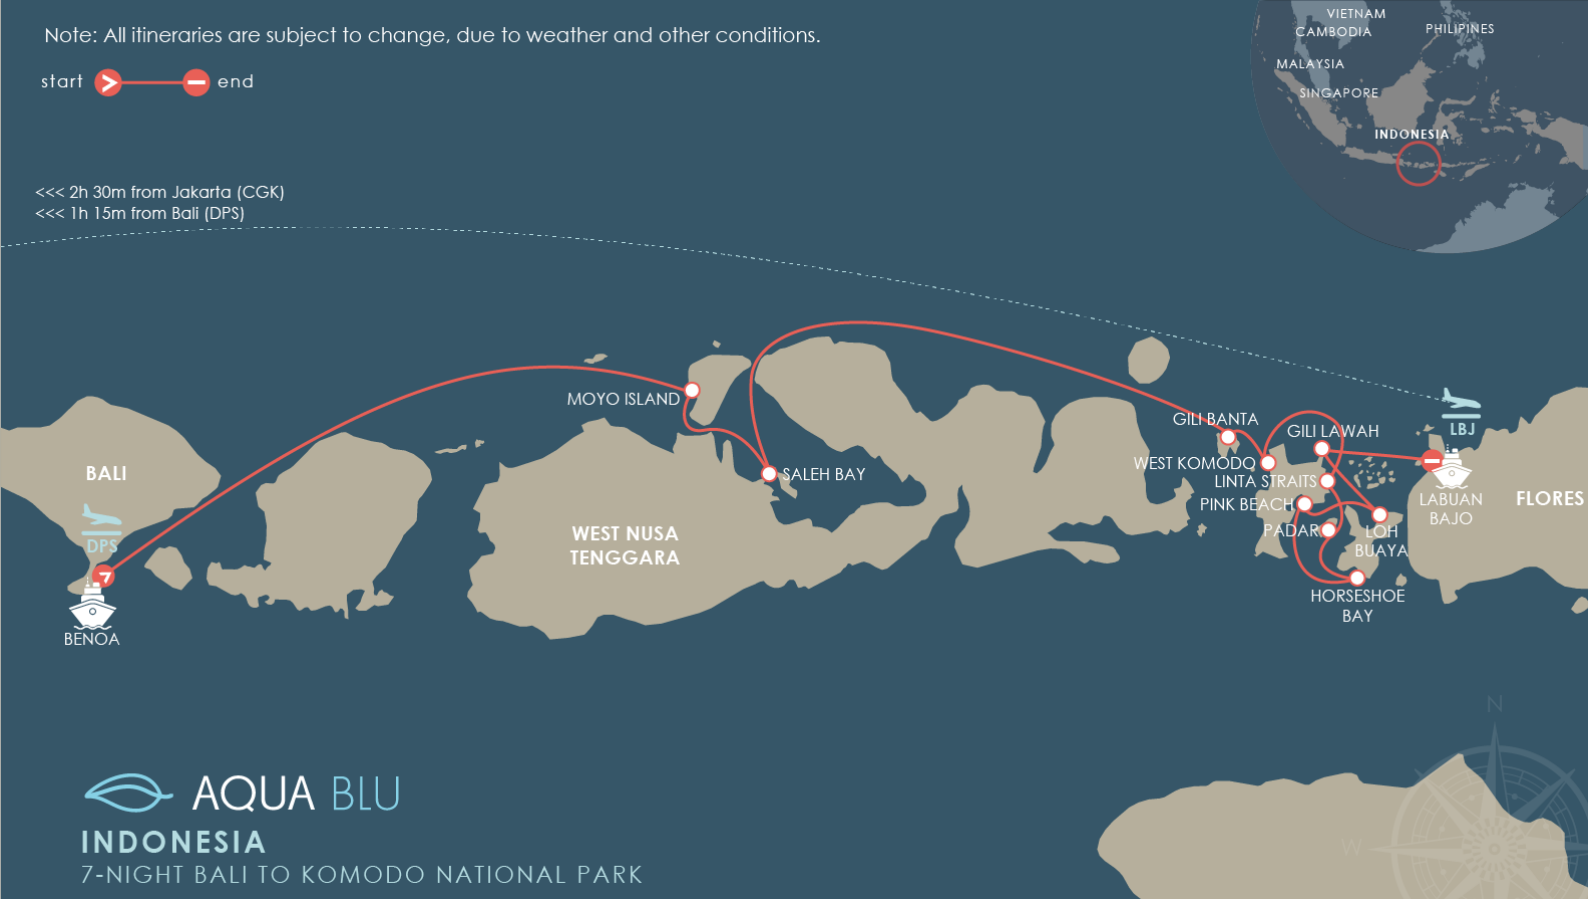 Note: All itineraries are subject to change, due to weather and other conditions.
start
end
VIETNAM
CAMBODIA
PHILIPINES
MALAYSIA
SINGAPORE
INDONESIA
<<< 2h 30m from Jakarta (CGK)
<<< 1h 15m from Bali (DPS)
MOYO ISLAND
GILI BANTA
GILI LAWAH
LBJ
BALI
WEST KOMODO
SALEH BAY
LINTA STRAITS
PINK BEACH
LABUAN
BAJO
FLORES
DPS
WEST NUSA
TENGGARA
PADAR
LOH
BUAYA
HORSESHOE
BAY
BENOA
N
W
AQUA BLU
INDONESIA
7-NIGHT BALI TO KOMODO NATIONAL PARK